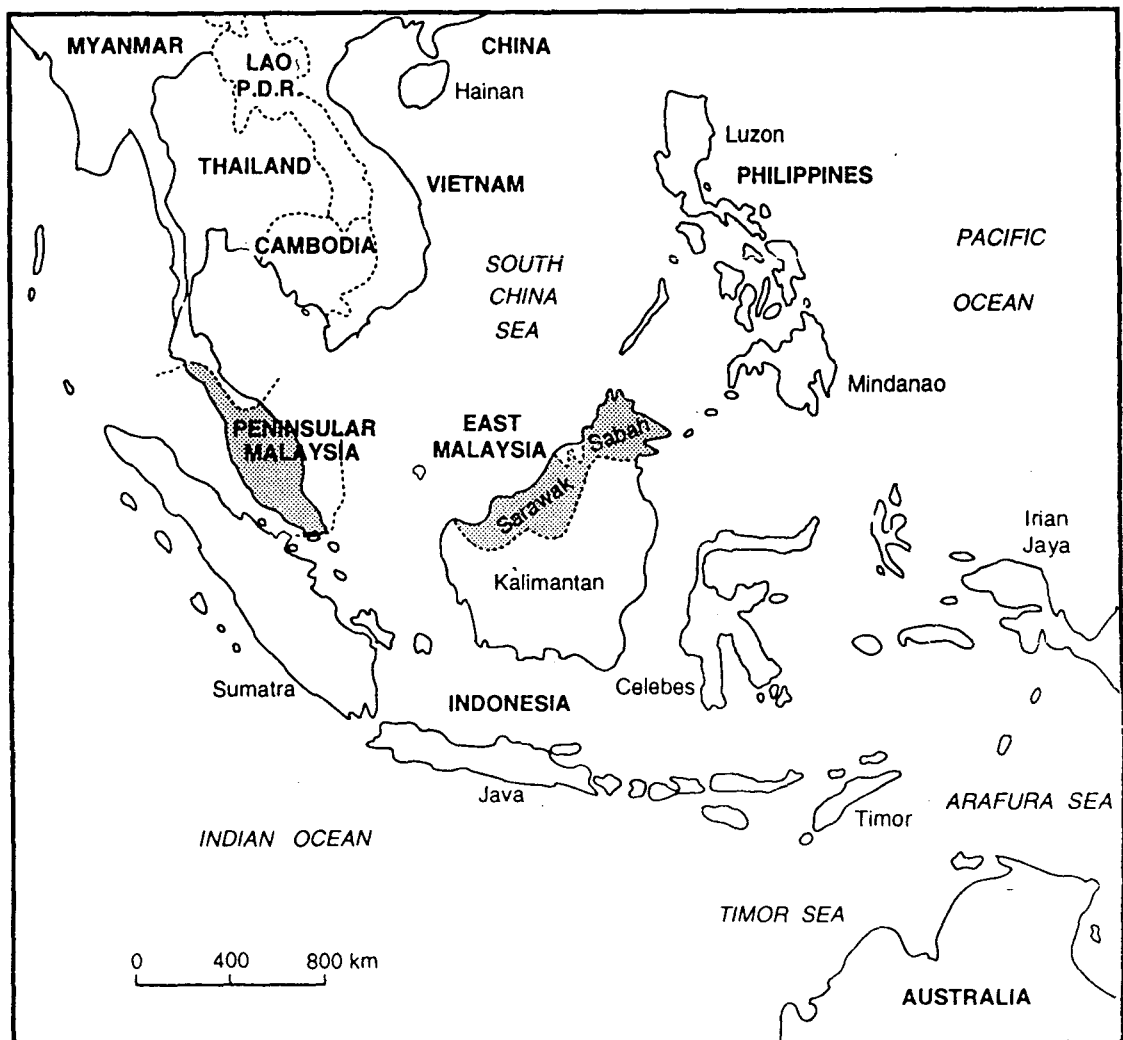 MYANMAR
LAO
P.D.R.
CHINA
Hainan
THAILAND
VIETNAM
CAMBODIA
Luzon
PHILIPPINES
SOUTH
CHINA
SEA
PACIFIC
OCEAN
Mindanao
PENINSULAR
MALAYSIA
EAST
MALAYSIA
Sabah
Sarawak
Kalimantan
Irian
Jaya
Sumatra
INDONESIA
Celebes
Java
Timor
ARAFURA SEA
INDIAN OCEAN
TIMOR SEA
0 400 800 km
AUSTRALIA